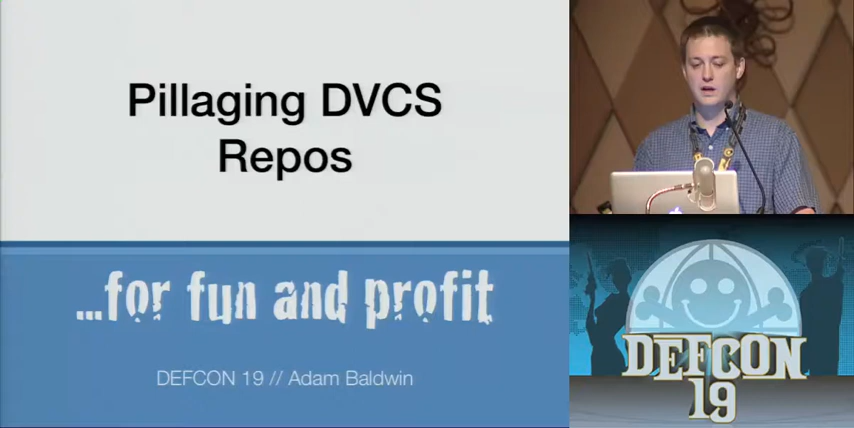 Pillaging DVCS
Repos
...for fun and profit
DEFCON 19 // Adam Baldwin
DEFCON
19